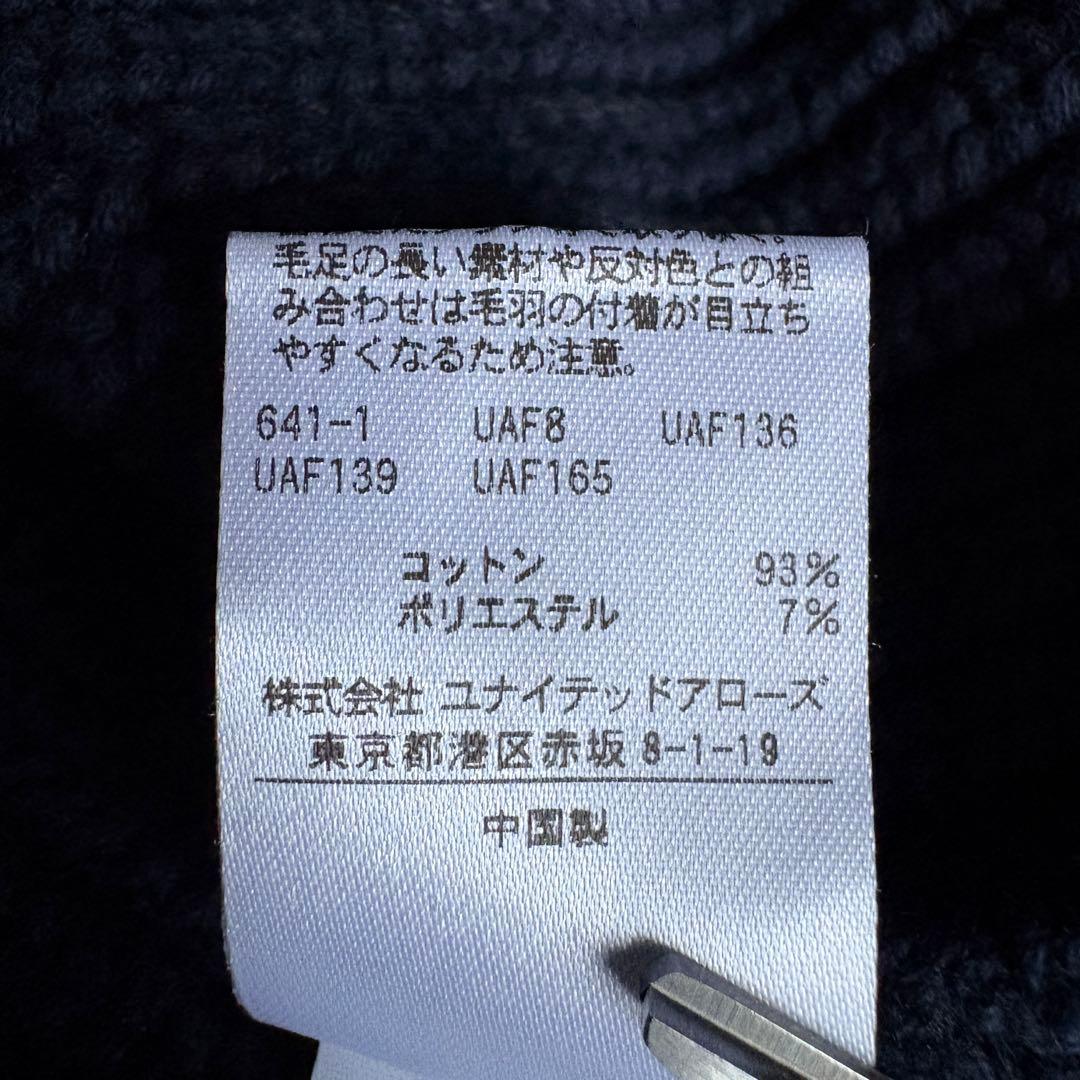 毛足の長い素材や反対色との組
み合わせは毛羽の付着が目立ち
やすくなるため注意。
641-1 UAF8 UAF136
UAF139 UAF165
コットン 93%
ポリエステル 7%
株式会社 ユナイテッドアローズ
東京都港区赤坂 8-1-19
中国製